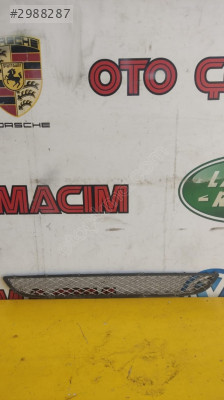 #2988287
PORSCHE
OTO Ç
MACIM